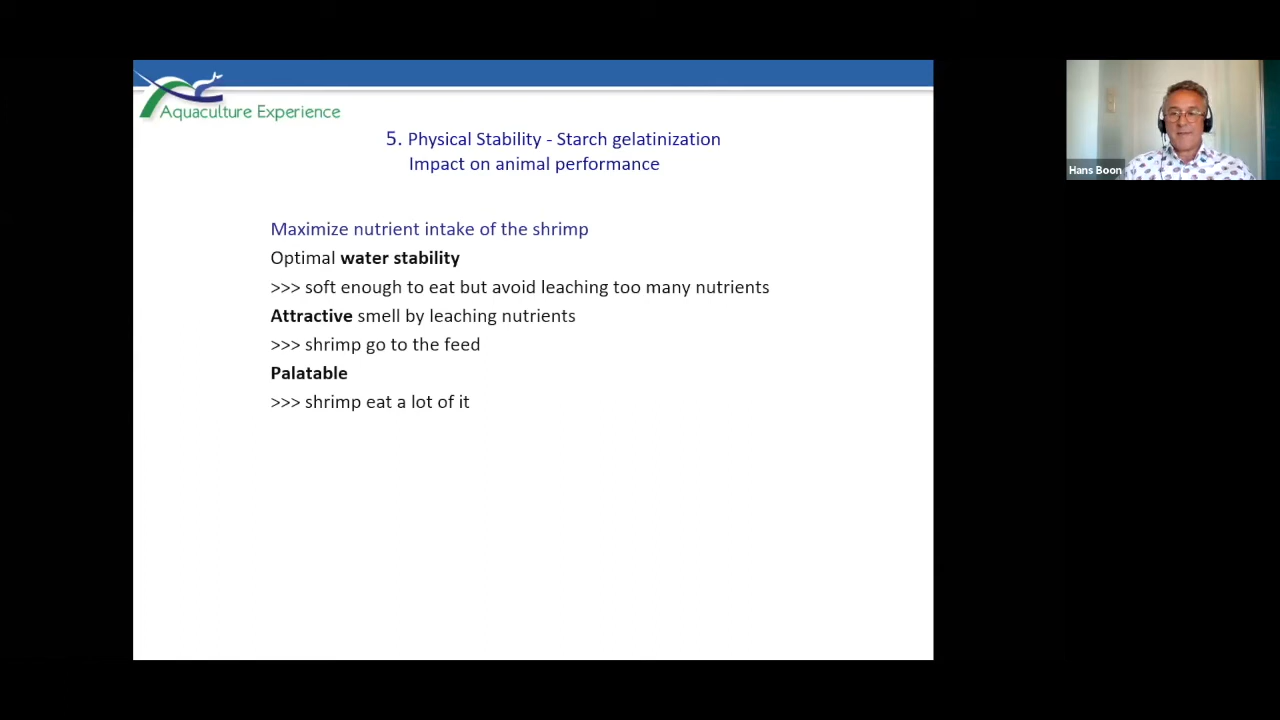 Aquaculture Experience
5. Physical Stability - Starch gelatinization
Impact on animal performance
Maximize nutrient intake of the shrimp
Optimal water stability
>>> soft enough to eat but avoid leaching too many nutrients
Attractive smell by leaching nutrients
>>> shrimp go to the feed
Palatable
>>> shrimp eat a lot of it
Hans Boon